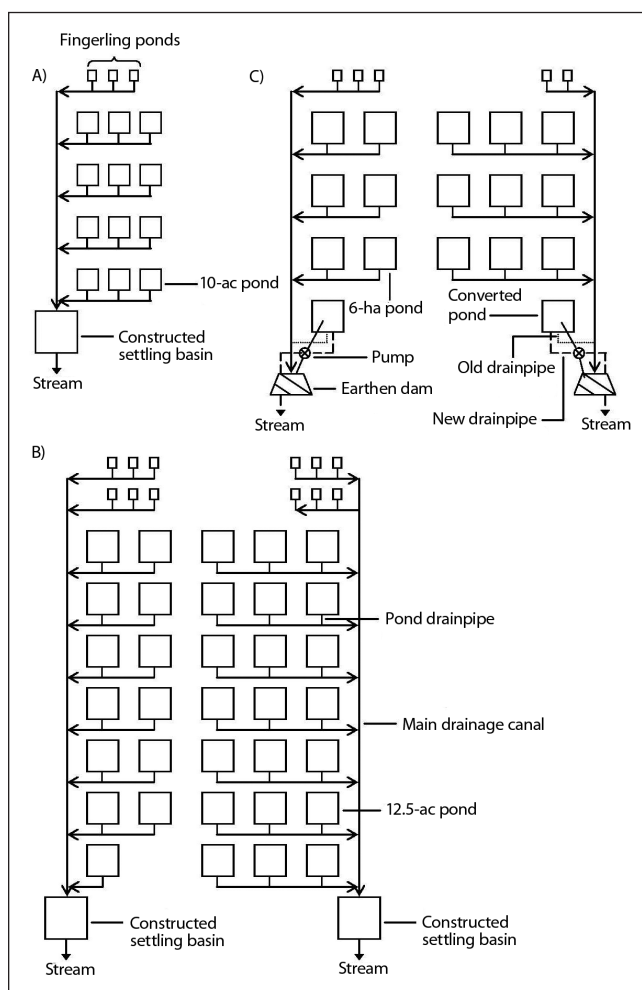 Fingerling ponds
A)
10-ac pond
Constructed
settling basin
Stream
C)
6-ha pond
Converted
pond
Pump
Old drainpipe
Earthen dam
New drainpipe
Stream
Stream
B)
Pond drainpipe
Main drainage canal
12.5-ac pond
Constructed
settling basin
Constructed
settling basin
Stream
Stream